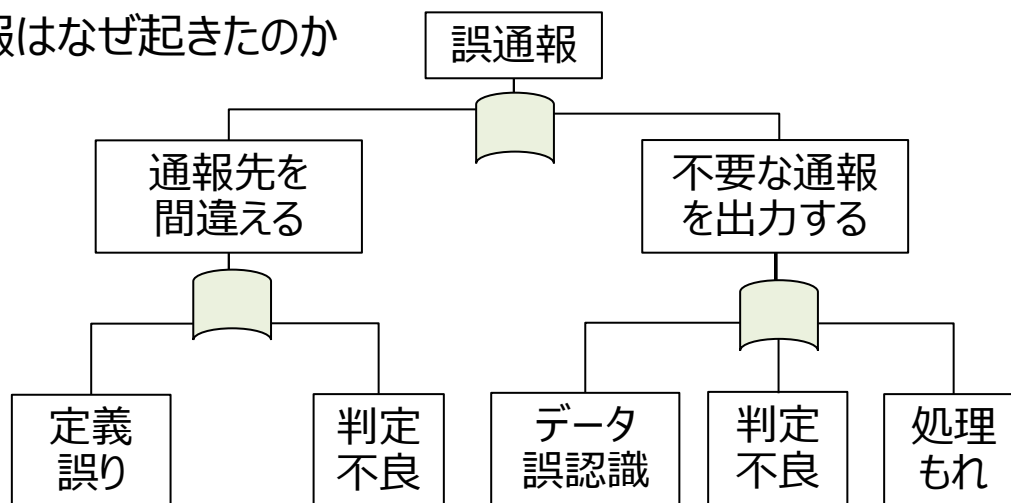 報はなぜ起きたのか
誤通報
通報先を
間違える
不要な通報
を出力する
定義
誤り
判定
不良
データ
誤認識
判定
不良
処理
もれ